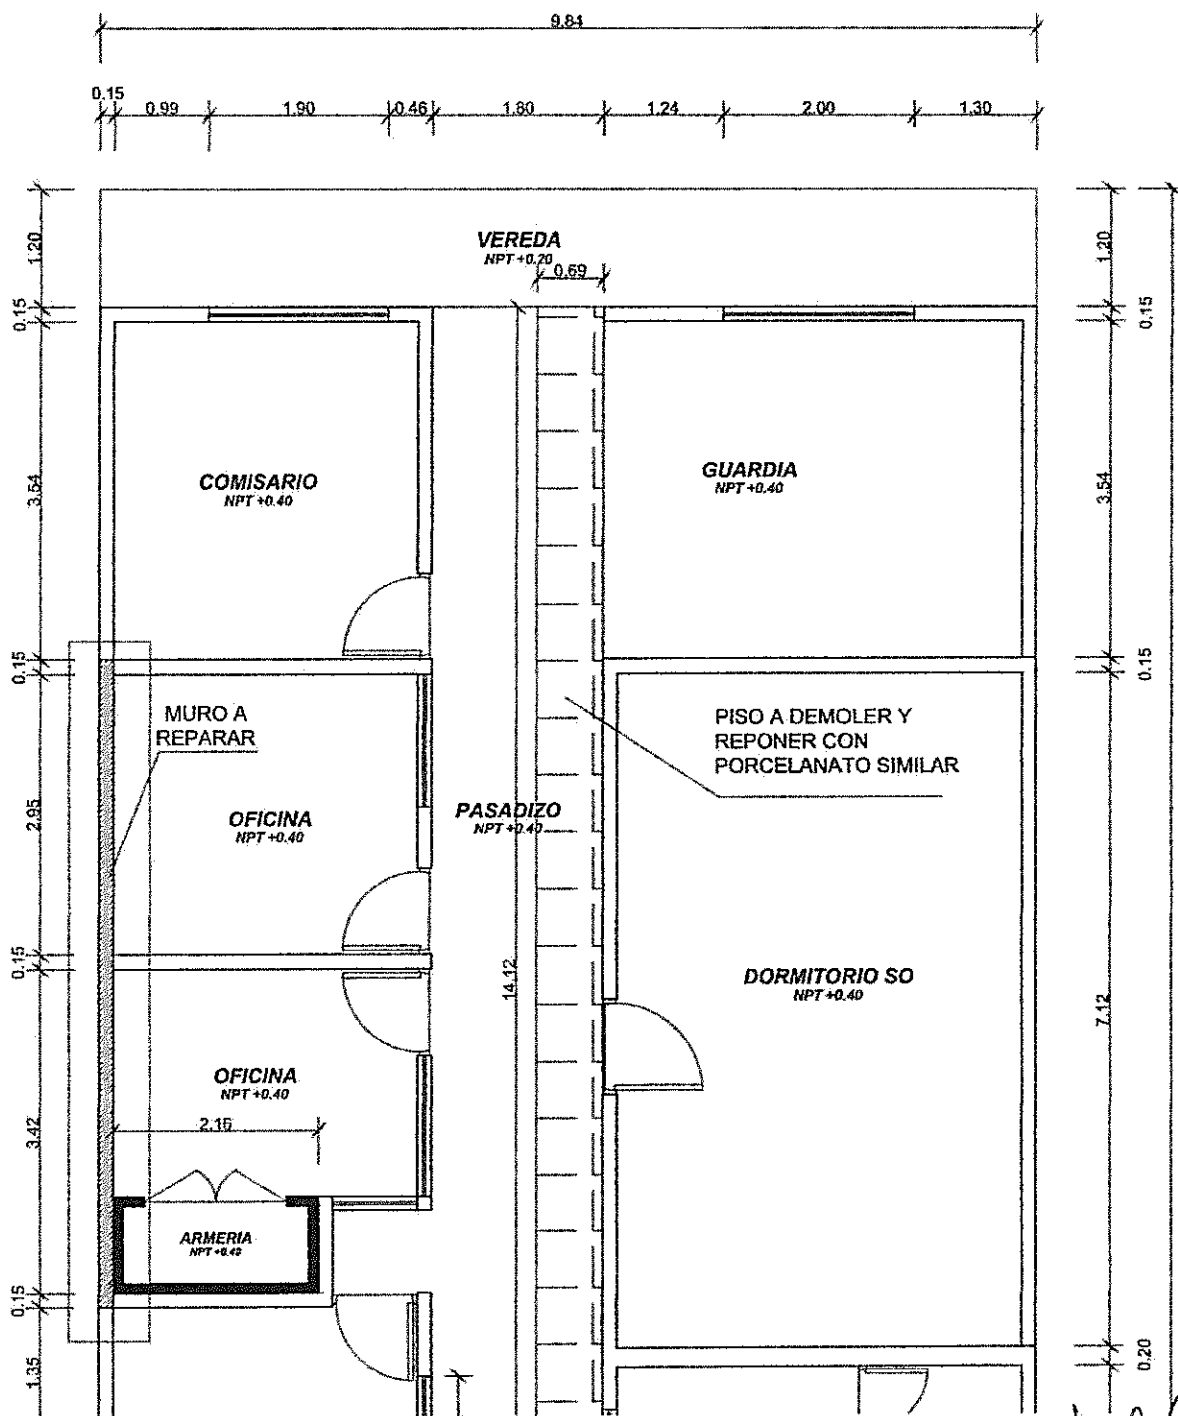 9.84
0.15
0.99
1.90
0.46
1.80
1.24
2.00
1.30
VEREDA
NPT +0.20
0.69
1.20
1.20
0.15
0.15
COMISARIO
NPT +0.40
GUARDIA
NPT +0.40
3.54
3.54
0.15
0.15
MURO A
REPARAR
PISO A DEMOLER Y
REPONER CON
PORCELANATO SIMILAR
2.95
OFICINA
NPT +0.40
PASADIZO
NPT +0.40
0.15
14.12
DORMITORIO SO
NPT +0.40
7.12
OFICINA
NPT +0.40
2.16
3.42
ARMERIA
NPT +0.40
0.15
0.20
1.35